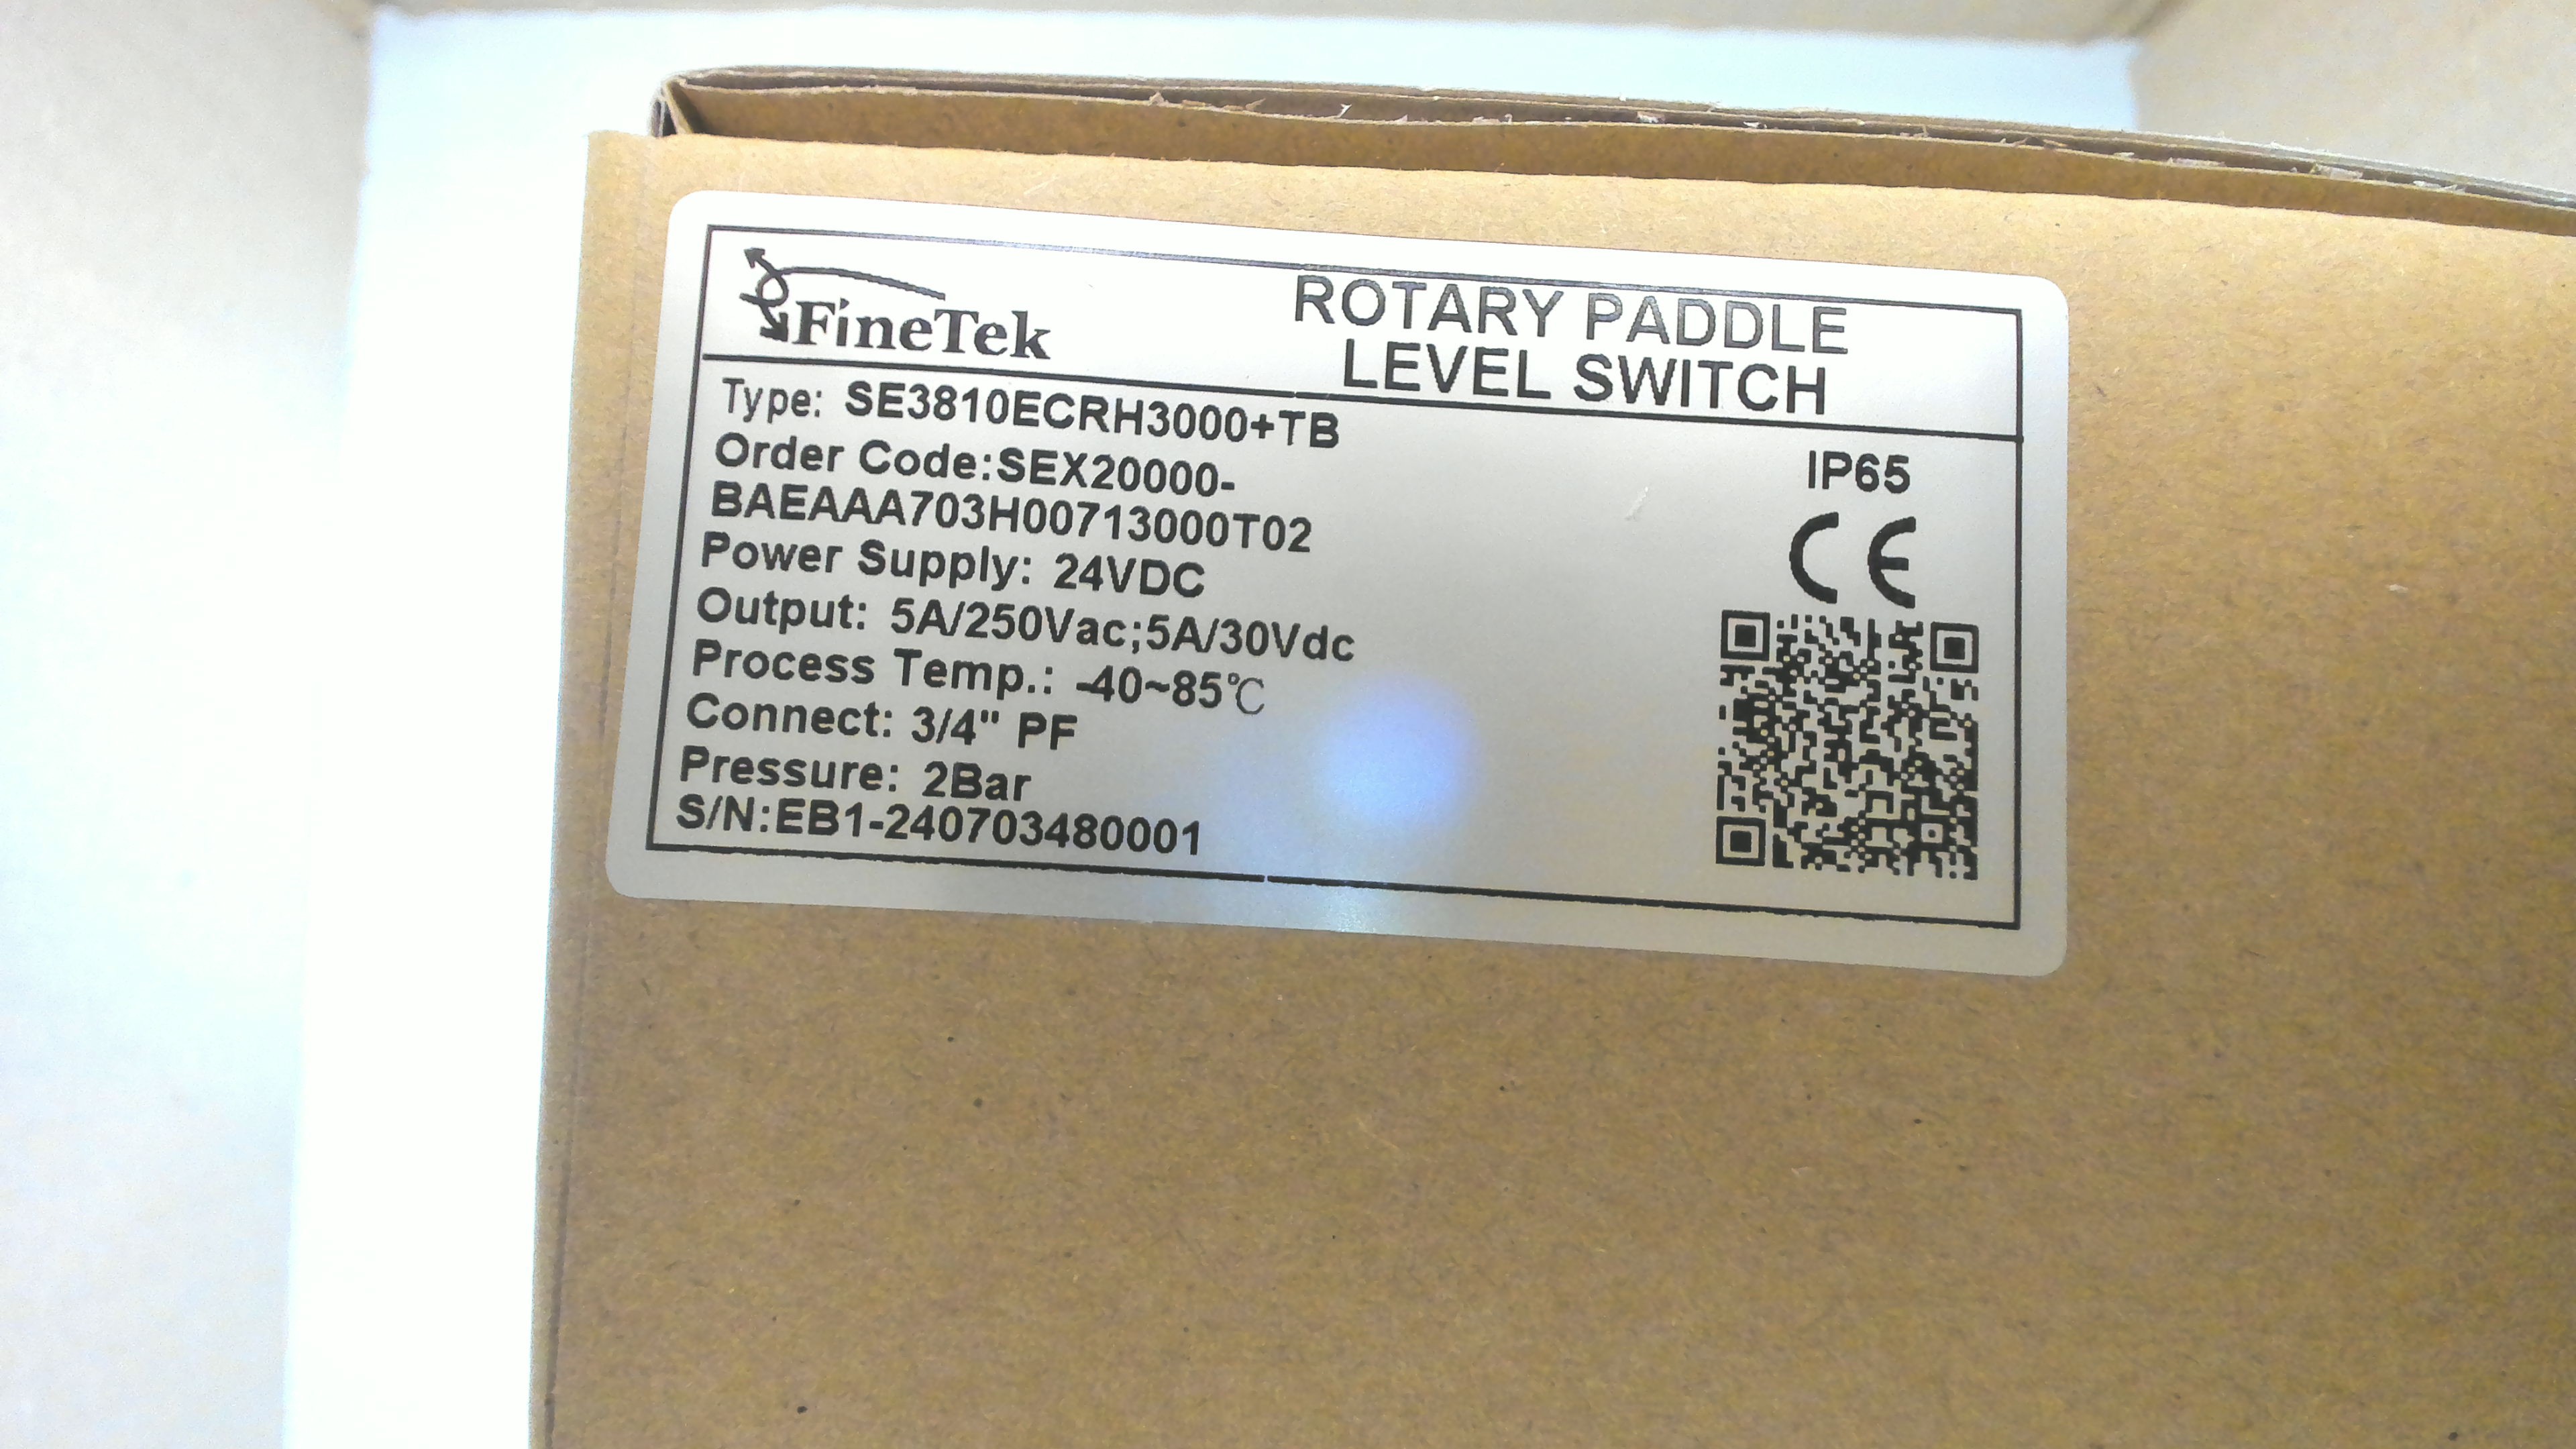 FineTek
ROTARY PADDLE
LEVEL SWITCH
Type: SE3810ECRH3000+TB
Order Code:SEX20000-
BAEAAA703H00713000T02
Power Supply: 24VDC
Output: 5A/250Vac;5A/30Vdc
Process Temp.: -40~85℃
Connect: 3/4" PF
Pressure: 2Bar
S/N:EB1-240703480001
IP65
CE